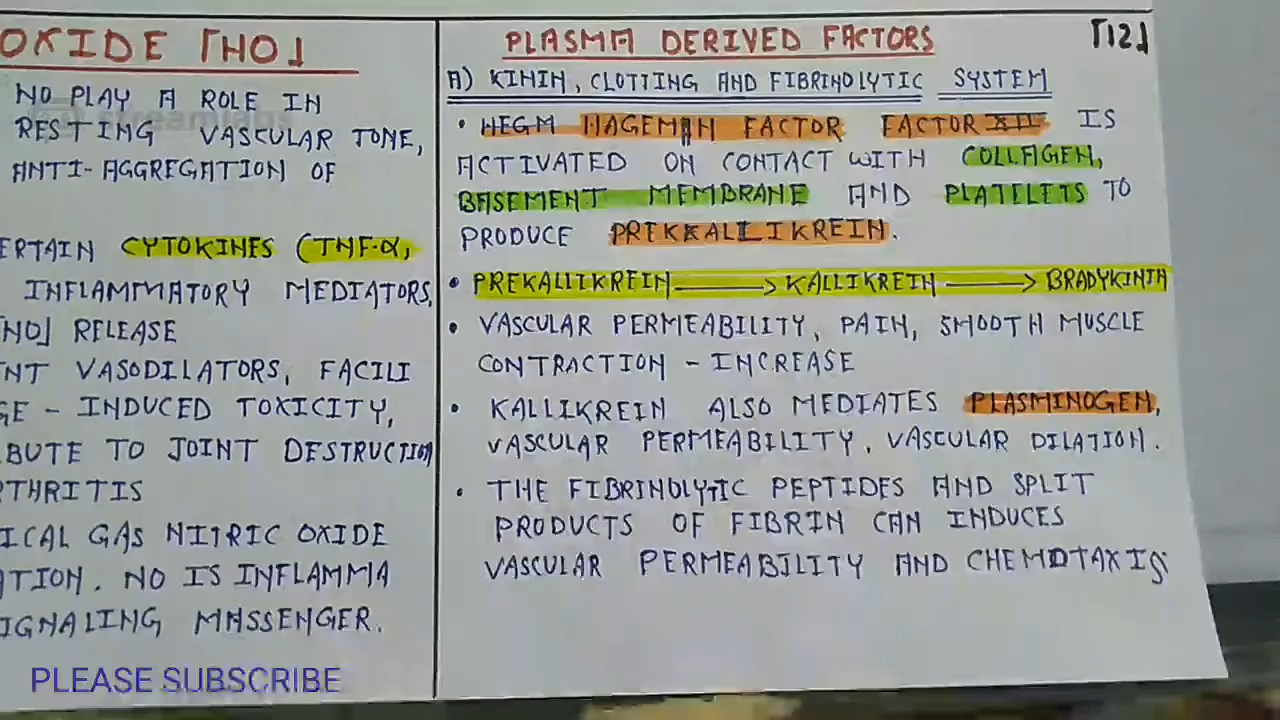 OXIDE [NO]
NO PLAY A ROLE IN
RESTING VASCULAR TONE,
ANTI-AGGREGATION OF
ERTAIN CYTOKINES (TNF-α,
INFLAMMATORY MEDIATORS,
[NO] RELEASE
ENT VASODILATORS, FACILI
GE - INDUCED TOXICITY,
BUTE TO JOINT DESTRUCTION
THRITIS
ICAL GAS NITRIC OXIDE
ATION. NO IS INFLAMMA
IGNALING MASSENGER.
PLASMA DERIVED FACTORS
[12]
A) KININ, CLOTTING AND FIBRINOLYTIC SYSTEM
• HEGM HAGEMAN FACTOR FACTOR XII IS
ACTIVATED ON CONTACT WITH COLLAGEN,
BASEMENT MEMBRANE AND PLATELETS TO
PRODUCE PREKKALLIKREIN.
• PREKALLIKREIN → KALLIKREIN → BRADYKININ
• VASCULAR PERMEABILITY, PAIN, SMOOTH MUSCLE
CONTRACTION - INCREASE
• KALLIKREIN ALSO MEDIATES PLASMINOGEN,
VASCULAR PERMEABILITY, VASCULAR DILATION.
• THE FIBRINOLYTIC PEPTIDES AND SPLIT
PRODUCTS OF FIBRIN CAN INDUCES
VASCULAR PERMEABILITY AND CHEMOTAXIS
PLEASE SUBSCRIBE